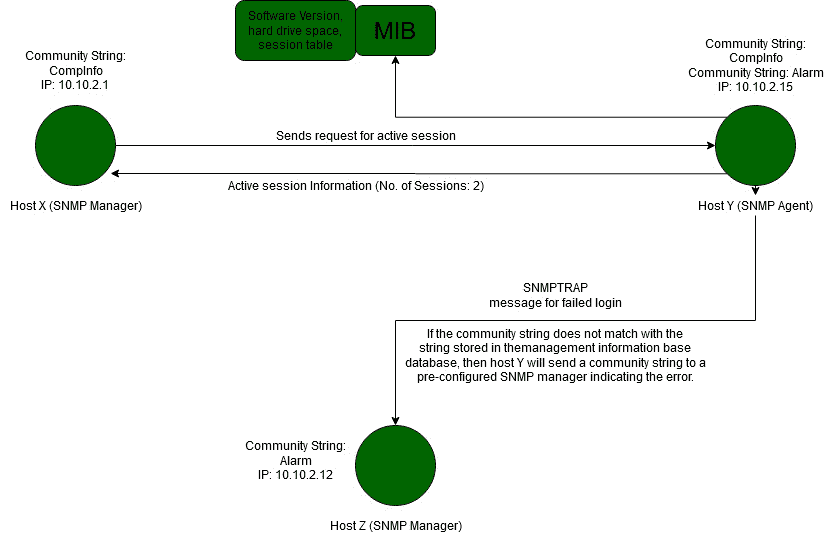 Software Version,
hard drive space,
session table
MIB
Community String:
CompInfo
IP: 10.10.2.1
Community String:
CompInfo
Community String: Alarm
IP: 10.10.2.15
Sends request for active session
Active session Information (No. of Sessions: 2)
Host X (SNMP Manager)
Host Y (SNMP Agent)
SNMPTRAP
message for failed login
If the community string does not match with the
string stored in themanagement information base
database, then host Y will send a community string to a
pre-configured SNMP manager indicating the error.
Community String:
Alarm
IP: 10.10.2.12
Host Z (SNMP Manager)